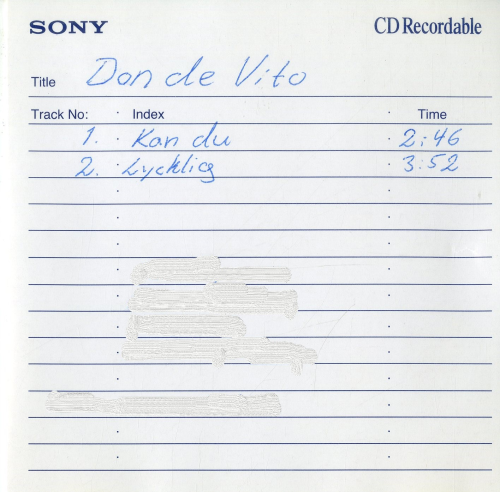 SONY CD Recordable
Title Don de Vito
Track No: Index Time
1. Kan du 2:46
2. Lycklig 3:52